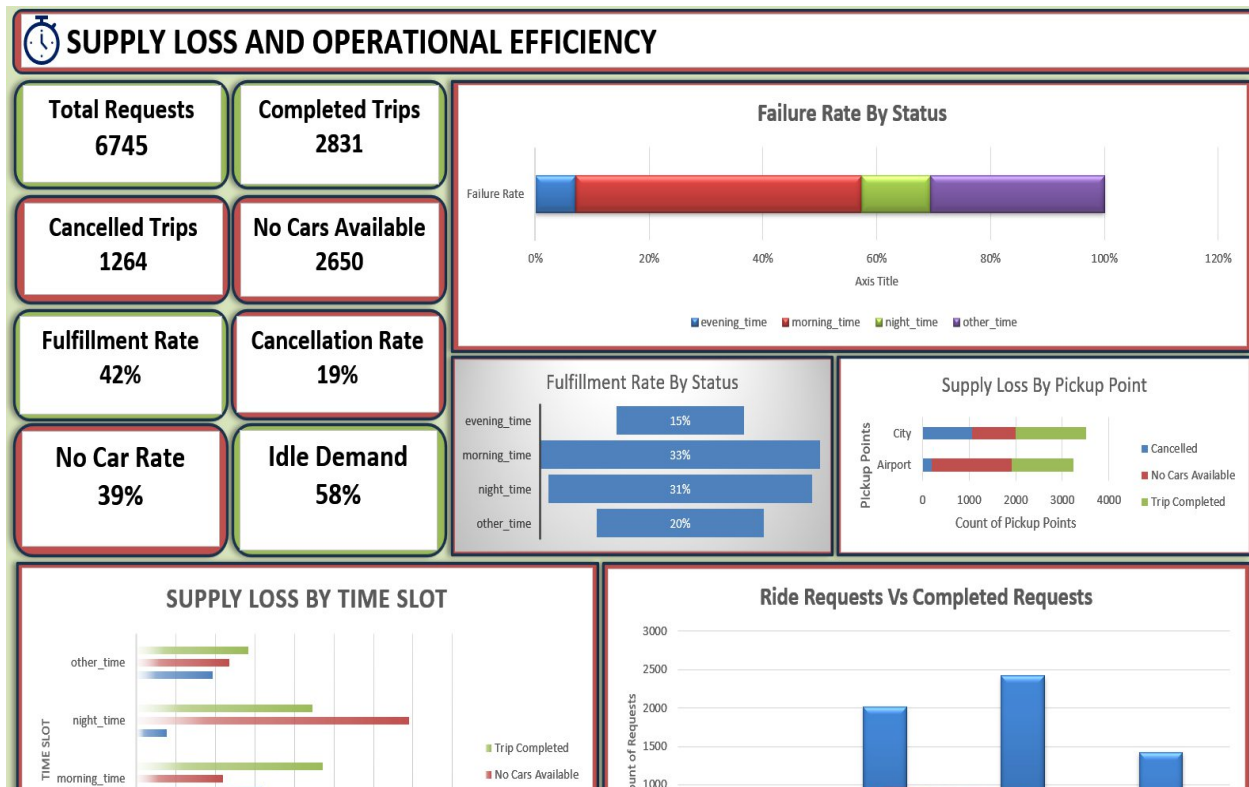 SUPPLY LOSS AND OPERATIONAL EFFICIENCY
Total Requests
6745
Completed Trips
2831
Cancelled Trips
1264
No Cars Available
2650
Fulfillment Rate
42%
Cancellation Rate
19%
No Car Rate
39%
Idle Demand
58%
Failure Rate By Status
Failure Rate
0% 20% 40% 60% 80% 100% 120%
Axis Title
evening_time morning_time night_time other_time
Fulfillment Rate By Status
evening_time 15%
morning_time 33%
night_time 31%
other_time 20%
Supply Loss By Pickup Point
Pickup Points
City
Airport
0 1000 2000 3000 4000
Count of Pickup Points
Cancelled
No Cars Available
Trip Completed
SUPPLY LOSS BY TIME SLOT
TIME SLOT
other_time
night_time
morning_time
Trip Completed
No Cars Available
Ride Requests Vs Completed Requests
of Requests
3000
2500
2000
1500
1000